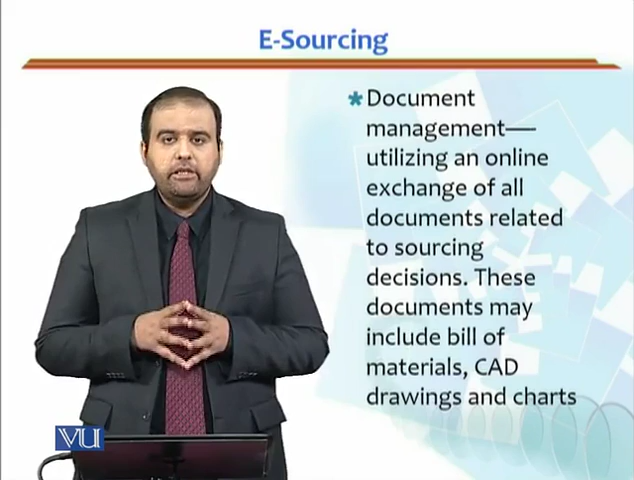 E-Sourcing
* Document
management—
utilizing an online
exchange of all
documents related
to sourcing
decisions. These
documents may
include bill of
materials, CAD
drawings and charts
VU